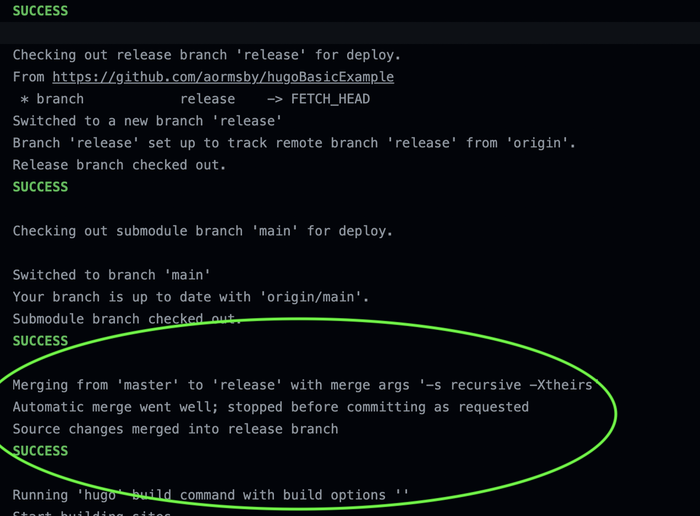 SUCCESS
Checking out release branch 'release' for deploy.
From https://github.com/aormsby/hugoBasicExample
* branch release -> FETCH_HEAD
Switched to a new branch 'release'
Branch 'release' set up to track remote branch 'release' from 'origin'.
Release branch checked out.
SUCCESS
Checking out submodule branch 'main' for deploy.
Switched to branch 'main'
Your branch is up to date with 'origin/main'.
Submodule branch checked out.
SUCCESS
Merging from 'master' to 'release' with merge args '-s recursive -Xtheirs
Automatic merge went well; stopped before committing as requested
Source changes merged into release branch
SUCCESS
Running 'hugo' build command with build options ''
Start building sites